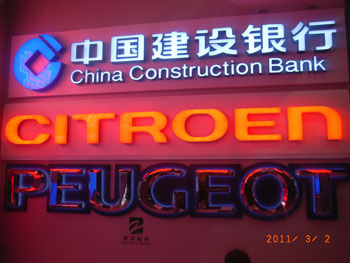 中国建设银行
China Construction Bank
CITROEN
PEUGEOT
2011/ 3/ 2